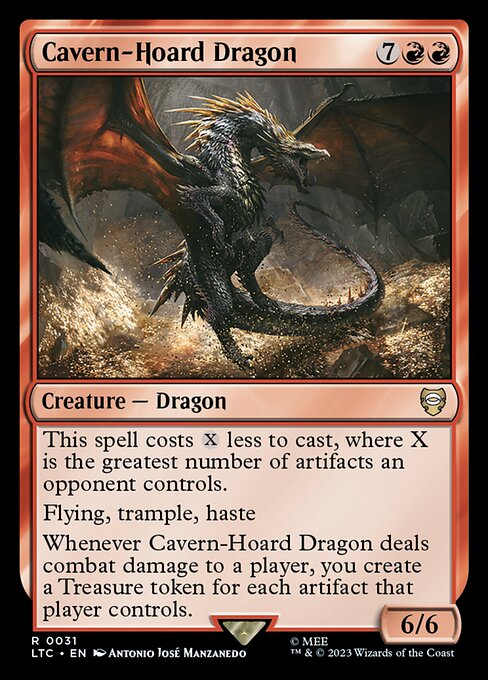 Cavern-Hoard Dragon 7
Creature — Dragon
This spell costs X less to cast, where X
is the greatest number of artifacts an
opponent controls.
Flying, trample, haste
Whenever Cavern-Hoard Dragon deals
combat damage to a player, you create
a Treasure token for each artifact that
player controls.
6/6
R 0031
LTC • EN Antonio José Manzanedo
© MEE
™ & © 2023 Wizards of the Coast